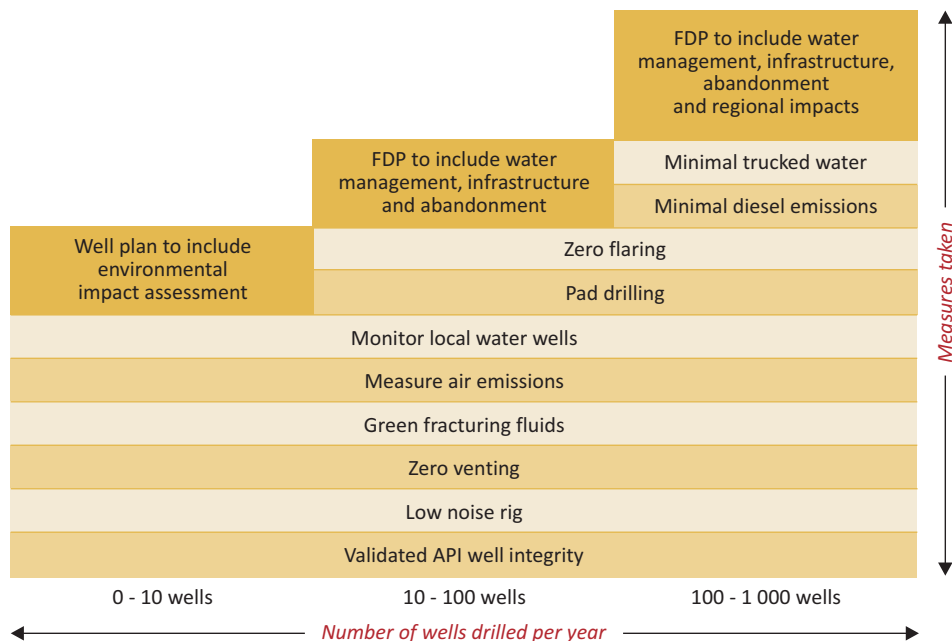 FDP to include water
management, infrastructure,
abandonment
and regional impacts
FDP to include water
management, infrastructure
and abandonment
Minimal trucked water
Minimal diesel emissions
Well plan to include
environmental
impact assessment
Zero flaring
Pad drilling
Monitor local water wells
Measure air emissions
Green fracturing fluids
Zero venting
Low noise rig
Validated API well integrity
0 - 10 wells
10 - 100 wells
100 - 1 000 wells
Number of wells drilled per year
Measures taken